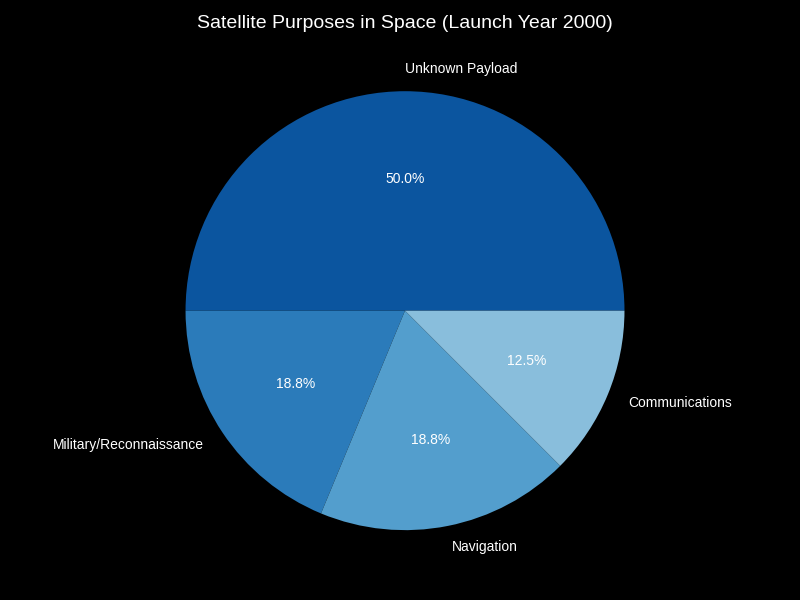 Satellite Purposes in Space (Launch Year 2000)
Unknown Payload
50.0%
12.5%
18.8%
Communications
18.8%
Military/Reconnaissance
Navigation